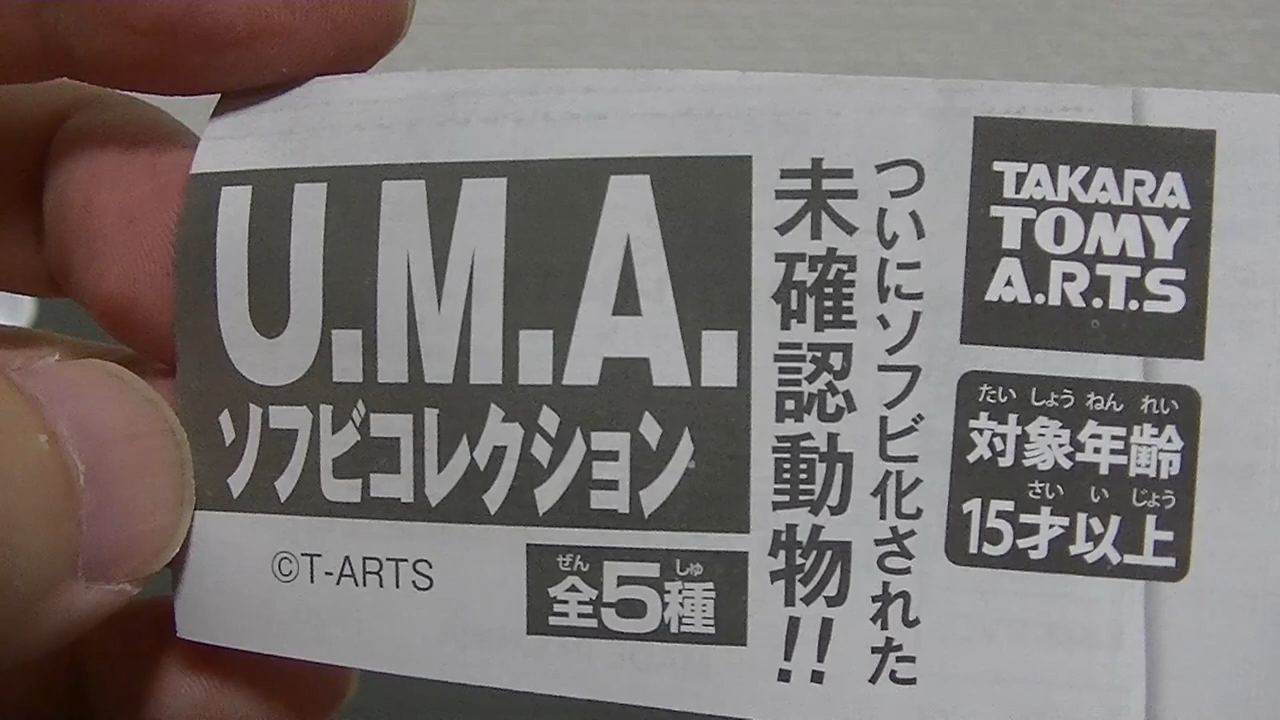 U.M.A.
ソフビコレクション
©T-ARTS
ぜん しゅ
全5種
ついにソフビ化された
未確認動物!!
TAKARA
TOMY
A.R.T.S
たい しょう ねん れい
対象年齢
さい い じょう
15才以上